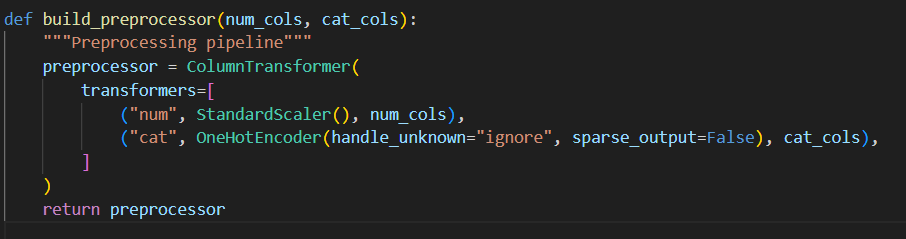 def build_preprocessor(num_cols, cat_cols):
    """Preprocessing pipeline"""
    preprocessor = ColumnTransformer(
        transformers=[
            ("num", StandardScaler(), num_cols),
            ("cat", OneHotEncoder(handle_unknown="ignore", sparse_output=False), cat_cols),
        ]
    )
    return preprocessor